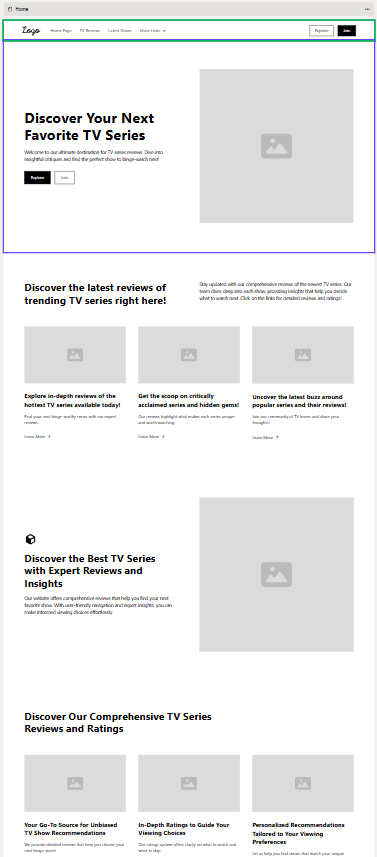 Home
Logo
Home Page
TV Reviews
Latest Shows
More Links
Explore
Join
Discover Your Next
Favorite TV Series
Welcome to our ultimate destination for TV series reviews. Dive into
insightful critiques and find the perfect show to binge-watch next!
Explore
Join
Discover the latest reviews of
trending TV series right here!
Stay updated with our comprehensive reviews of the newest TV series. Our
team dives deep into each show, providing insights that help you decide
what to watch next. Click on the links for detailed reviews and ratings!
Explore in-depth reviews of the
hottest TV series available today!
Find your next binge-worthy series with our expert
reviews.
Learn More
Get the scoop on critically
acclaimed series and hidden gems!
Our reviews highlight what makes each series unique
and worth watching.
Learn More
Uncover the latest buzz around
popular series and their reviews!
Join our community of TV lovers and share your
thoughts!
Learn More
Discover the Best TV Series
with Expert Reviews and
Insights
Our website offers comprehensive reviews that help you find your next
favorite show. With user-friendly navigation and expert insights, you can
make informed viewing choices effortlessly.
Discover Our Comprehensive TV Series
Reviews and Ratings
Your Go-To Source for Unbiased
TV Show Recommendations
We provide detailed reviews that help you choose your
next binge-watch.
In-Depth Ratings to Guide Your
Viewing Choices
Our ratings system offers clarity on what to watch and
what to skip.
Personalized Recommendations
Tailored to Your Viewing
Preferences
Let us help you find shows that match your unique